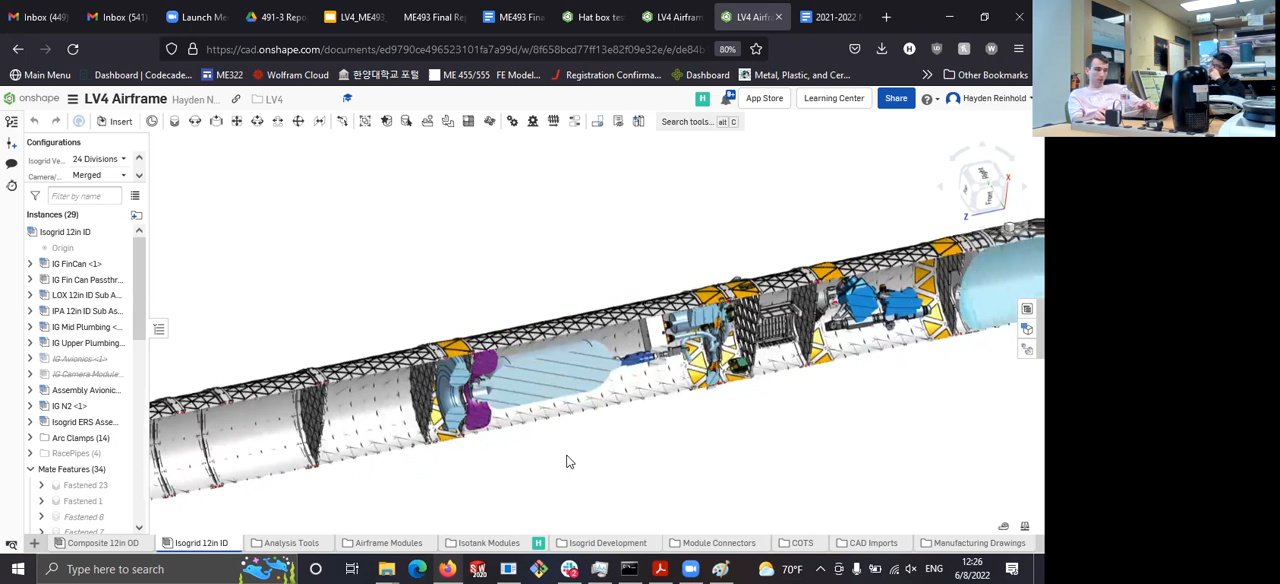 Inbox (449)
Inbox (541)
Launch Me
491-3 Repo
LV4_ME493_
ME493 Final Re
ME493 Fina
Hat box tes
LV4 Airfram
LV4 Airfr
2021-2022 M
https://cad.onshape.com/documents/ed9790ce496523101fa7a99d/w/8f658bcd77ff13e82f09e32e/e/de84b
80%
Main Menu
Dashboard | Codecade...
ME322
Wolfram Cloud
한양대학교 포털
ME 455/555
FE Model...
Registration Confirma...
Dashboard
Metal, Plastic, and Cer...
Other Bookmarks
onshape
LV4 Airframe
Hayden N...
LV4
H
9+
App Store
Learning Center
Share
Hayden Reinhold
Insert
Search tools...
alt C
Configurations
Isogrid Ve...
24 Divisions
Camera/...
Merged
Filter by name
Instances (29)
Isogrid 12in ID
Origin
IG FinCan <1>
IG Fin Can Passthr...
LOX 12in ID Sub A...
IPA 12in ID Sub As...
IG Mid Plumbing <...
IG Upper Plumbing...
IG Avionics <1>
IG Camera Module...
Assembly Avionic...
IG N2 <1>
Isogrid ERS Asse...
Arc Clamps (14)
RacePipes (4)
Mate Features (34)
Fastened 23
Fastened 1
Fastened 6
Fastened 7
Front
X
Z
Composite 12in OD
Isogrid 12in ID
Analysis Tools
Airframe Modules
Isotank Modules
H
Isogrid Development
Module Connectors
COTS
CAD Imports
Manufacturing Drawings
Type here to search
70°F
ENG
12:26
6/8/2022